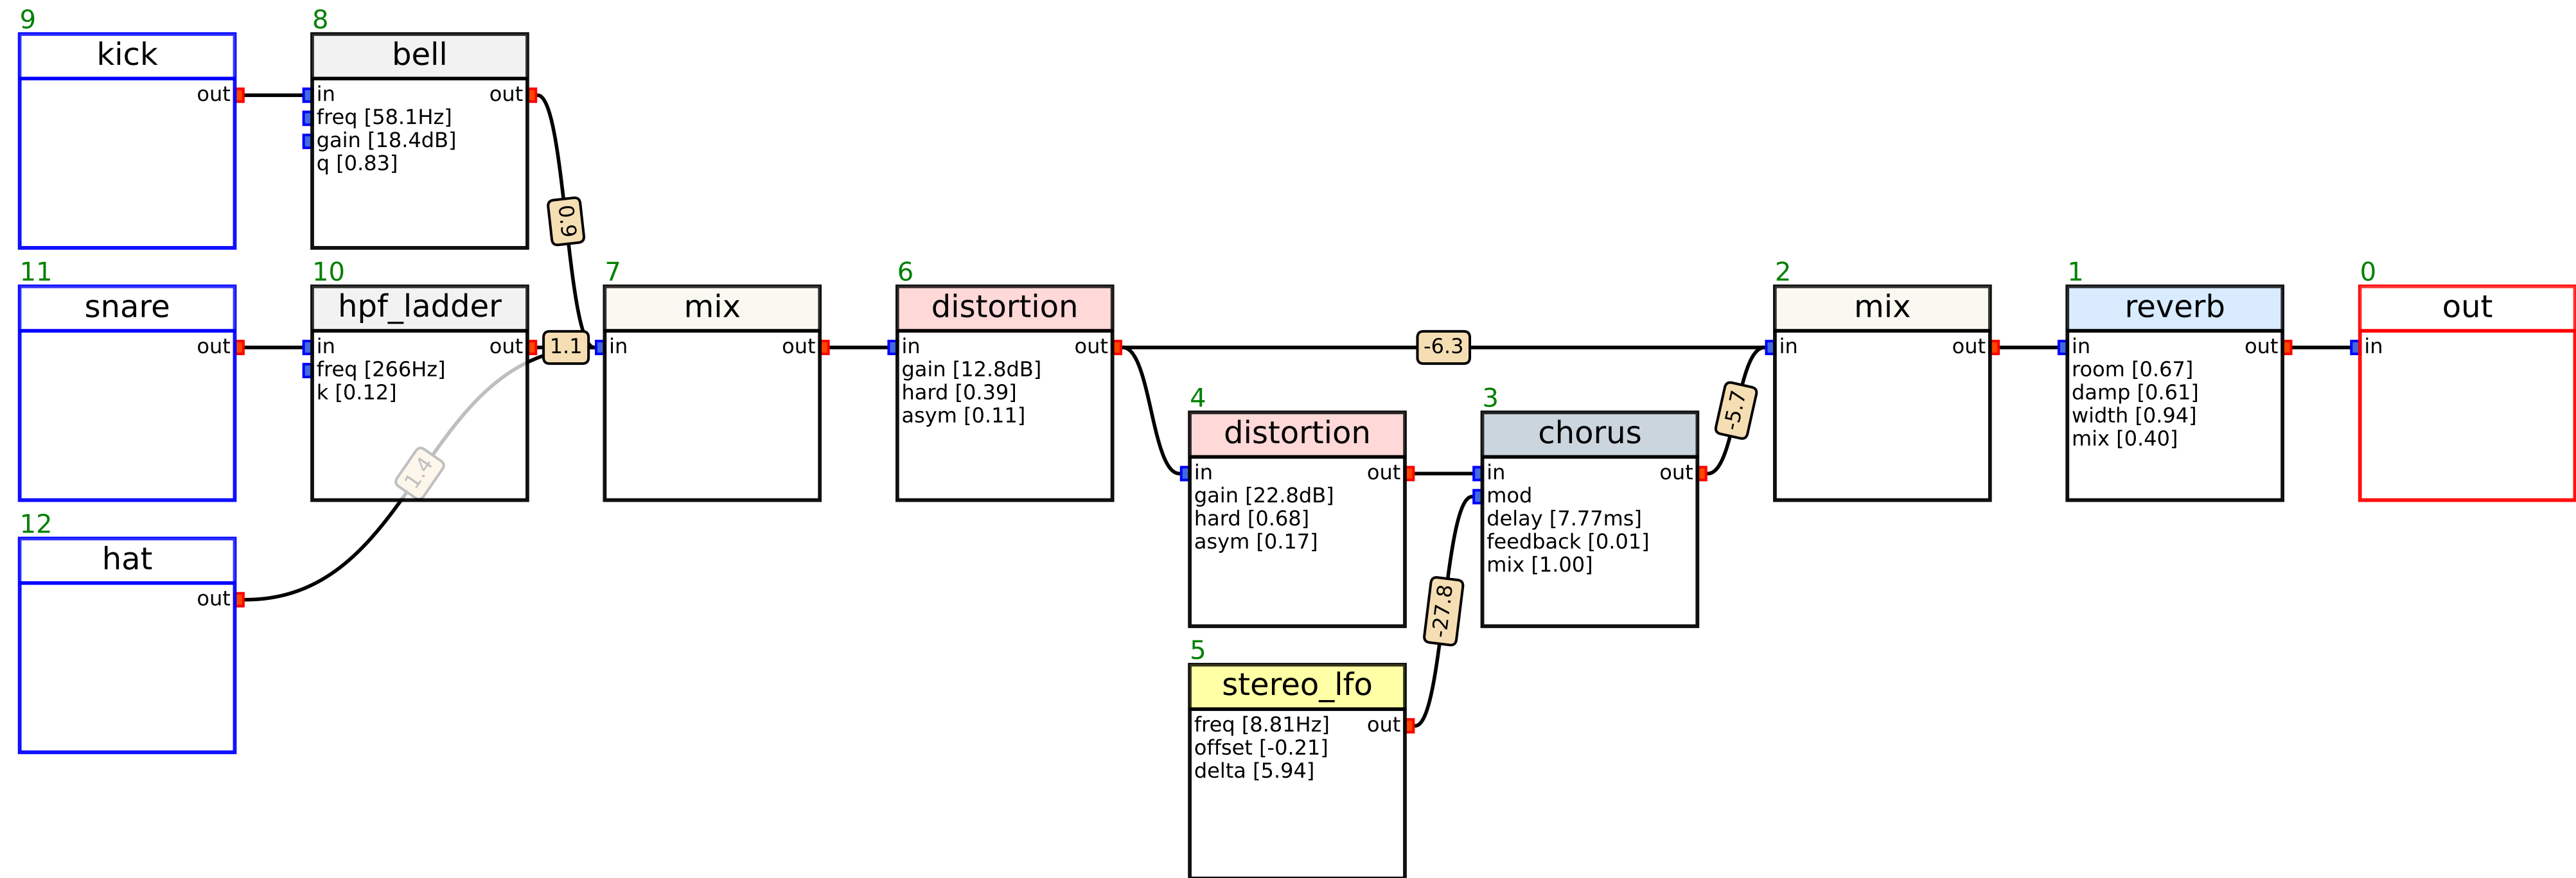 9
kick
out
8
bell
in
out
freq [58.1Hz]
gain [18.4dB]
q [0.83]
0.9
11
snare
out
10
hpf_ladder
in
out
freq [266Hz]
k [0.12]
1.1
1.4
12
hat
out
7
mix
in
out
6
distortion
in
out
gain [12.8dB]
hard [0.39]
asym [0.11]
-6.3
4
distortion
in
out
gain [22.8dB]
hard [0.68]
asym [0.17]
5
stereo_lfo
freq [8.81Hz]
out
offset [-0.21]
delta [5.94]
-27.8
3
chorus
in
out
mod
delay [7.77ms]
feedback [0.01]
mix [1.00]
-5.7
2
mix
in
out
1
reverb
in
out
room [0.67]
damp [0.61]
width [0.94]
mix [0.40]
0
out
in